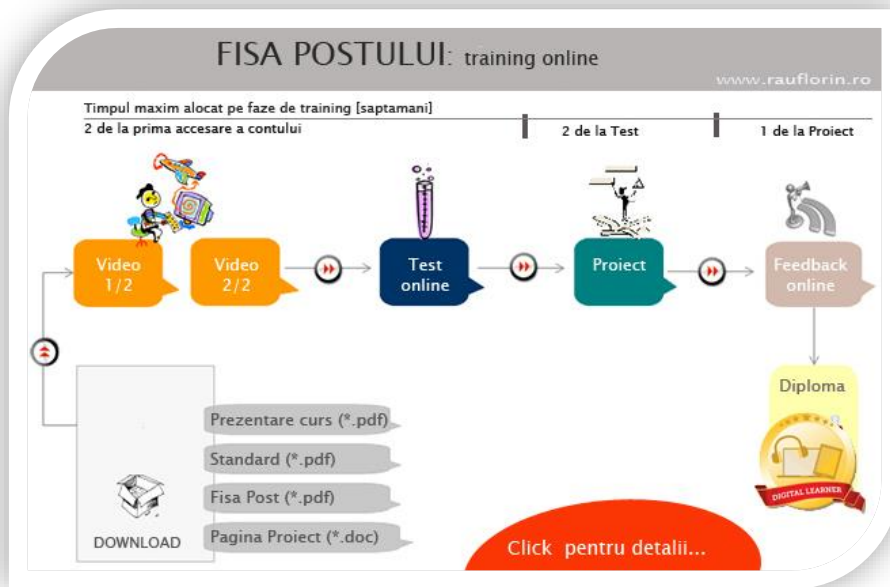 FISA POSTULUI: training online
www.rauflorin.ro
Timpul maxim alocat pe faze de training [saptamani]
2 de la prima accesare a contului
2 de la Test
1 de la Proiect
Video
1/2
Video
2/2
Test
online
Proiect
Feedback
online
Diploma
DIGITAL LEARNER
Prezentare curs (*.pdf)
Standard (*.pdf)
Fisa Post (*.pdf)
Pagina Proiect (*.doc)
DOWNLOAD
Click pentru detalii...